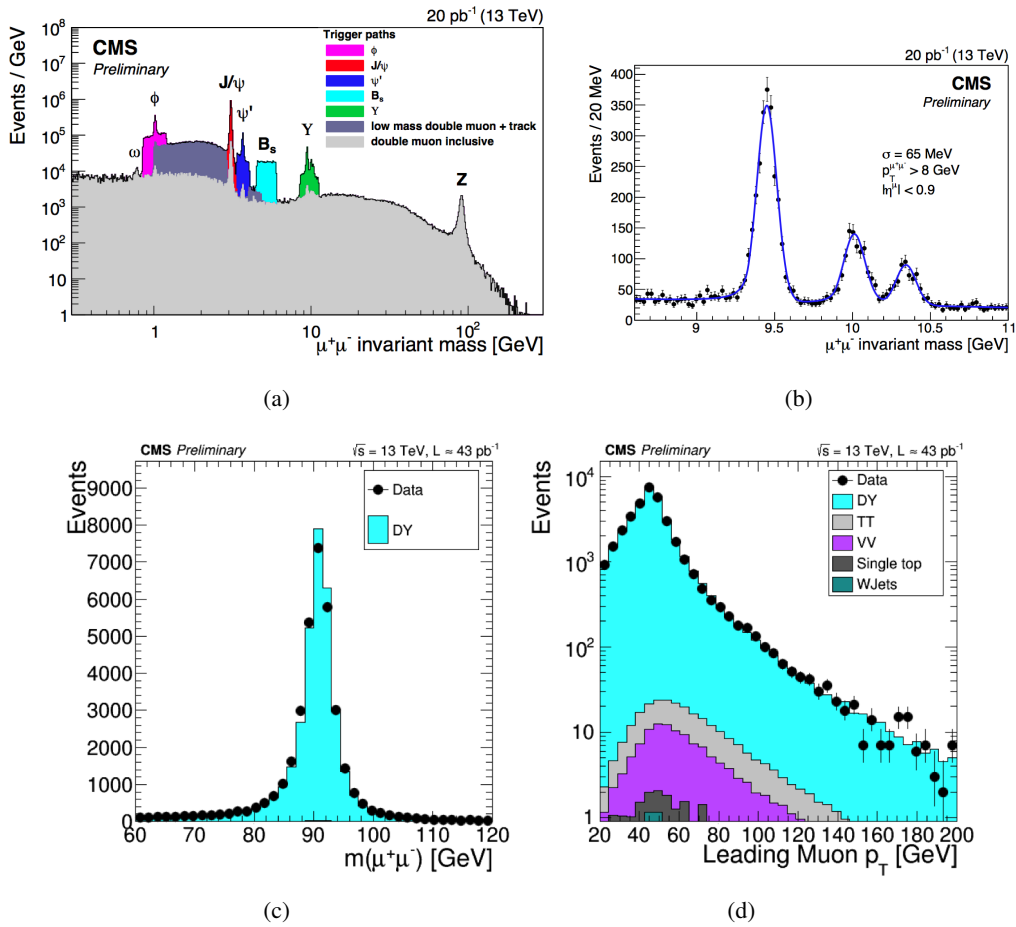 20 pb⁻¹ (13 TeV)
CMS
Preliminary
Events / GeV
10⁸
10⁷
10⁶
10⁵
10⁴
10³
10²
10
1
ω
ϕ
J/ψ
ψ'
Bₛ
Υ
Z
Trigger paths
ϕ
J/ψ
ψ'
Bₛ
Υ
low mass double muon + track
double muon inclusive
1 10 10²
μ⁺μ⁻ invariant mass [GeV]
(a)
20 pb⁻¹ (13 TeV)
CMS
Preliminary
Events / 20 MeV
400
350
300
250
200
150
100
50
0
σ = 65 MeV
p_T^μ⁺μ⁻ > 8 GeV
|η^μ| < 0.9
9 9.5 10 10.5 11
μ⁺μ⁻ invariant mass [GeV]
(b)
CMS Preliminary
√s = 13 TeV, L ≈ 43 pb⁻¹
Events
9000
8000
7000
6000
5000
4000
3000
2000
1000
0
Data
DY
60 70 80 90 100 110 120
m(μ⁺μ⁻) [GeV]
(c)
CMS Preliminary
√s = 13 TeV, L ≈ 43 pb⁻¹
Events
10⁴
10³
10²
10
1
Data
DY
TT
VV
Single top
WJets
20 40 60 80 100 120 140 160 180 200
Leading Muon p_T [GeV]
(d)